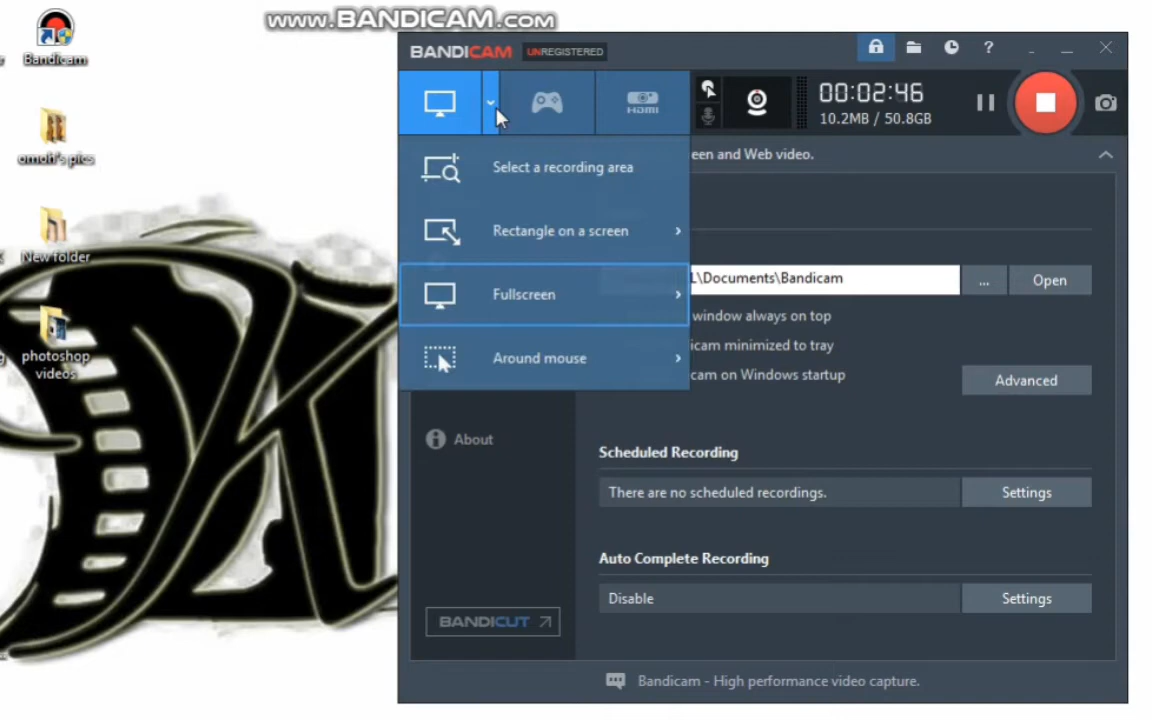 www.BANDICAM.com
Bandicam
omoli's pics
New folder
photoshop
videos
BANDICAM UNREGISTERED
?
HDMI
00:02:46
10.2MB / 50.8GB
Select a recording area
een and Web video.
Rectangle on a screen
Fullscreen
L\Documents\Bandicam
...
Open
window always on top
icam minimized to tray
Around mouse
cam on Windows startup
Advanced
About
Scheduled Recording
There are no scheduled recordings.
Settings
Auto Complete Recording
Disable
Settings
BANDICUT
Bandicam - High performance video capture.